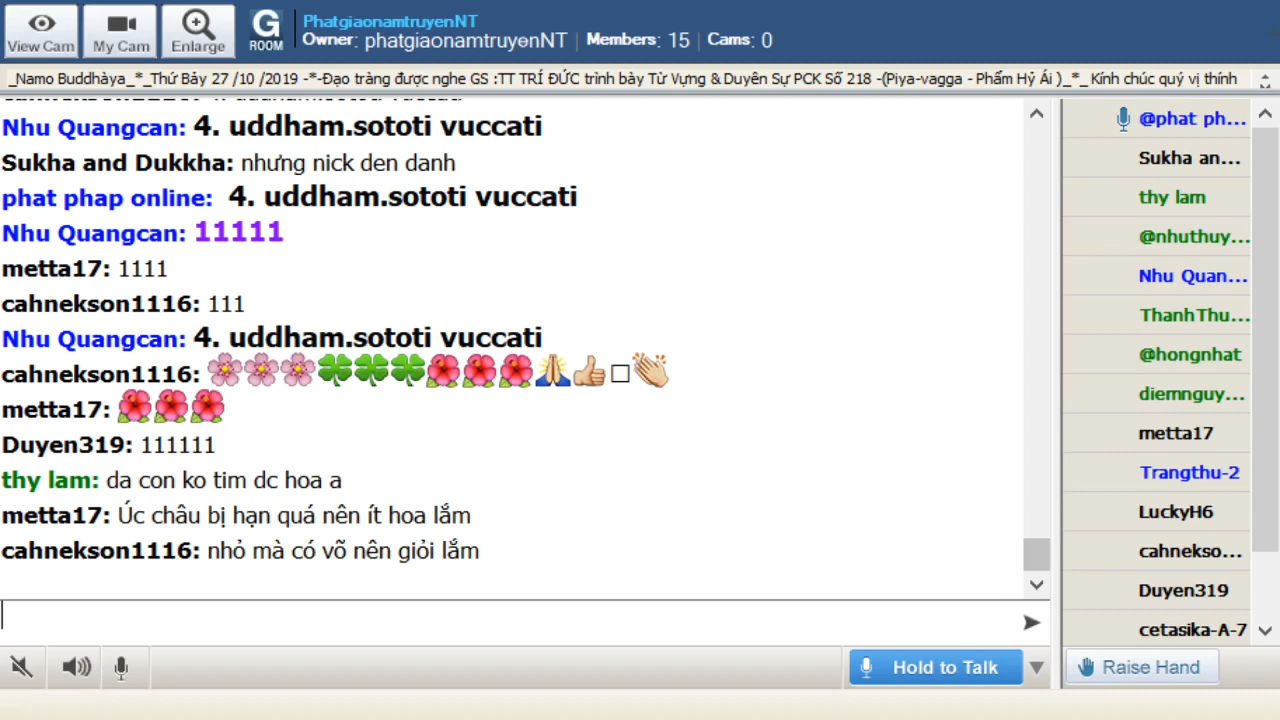 View Cam
My Cam
Enlarge
G ROOM
PhatgiaonamtruyenNT
Owner: phatgiaonamtruyenNT | Members: 15 | Cams: 0
_Namo Buddhàya_*_Thứ Bảy 27 /10 /2019 -*-Đạo tràng được nghe GS :TT TRÍ ĐỨC trình bày Từ Vựng & Duyên Sự PCK Số 218 -(Piya-vagga - Phẩm Hỷ Ái )_*_ Kính chúc quý vị thính
Nhu Quangcan: 4. uddham.sototi vuccati
Sukha and Dukkha: nhưng nick den danh
phat phap online: 4. uddham.sototi vuccati
Nhu Quangcan: 11111
metta17: 1111
cahnekson1116: 111
Nhu Quangcan: 4. uddham.sototi vuccati
cahnekson1116: 🌸🌸🌸🍀🍀🍀🌺🌺🌺🙏👍□👏
metta17: 🌺🌺🌺
Duyen319: 111111
thy lam: da con ko tim dc hoa a
metta17: Úc châu bị hạn quá nên ít hoa lắm
cahnekson1116: nhỏ mà có võ nên giỏi lắm
Hold to Talk
@phat ph...
Sukha an...
thy lam
@nhuthuy...
Nhu Quan...
ThanhThu...
@hongnhat
diemnguy...
metta17
Trangthu-2
LuckyH6
cahnekso...
Duyen319
cetasika-A-7
Raise Hand